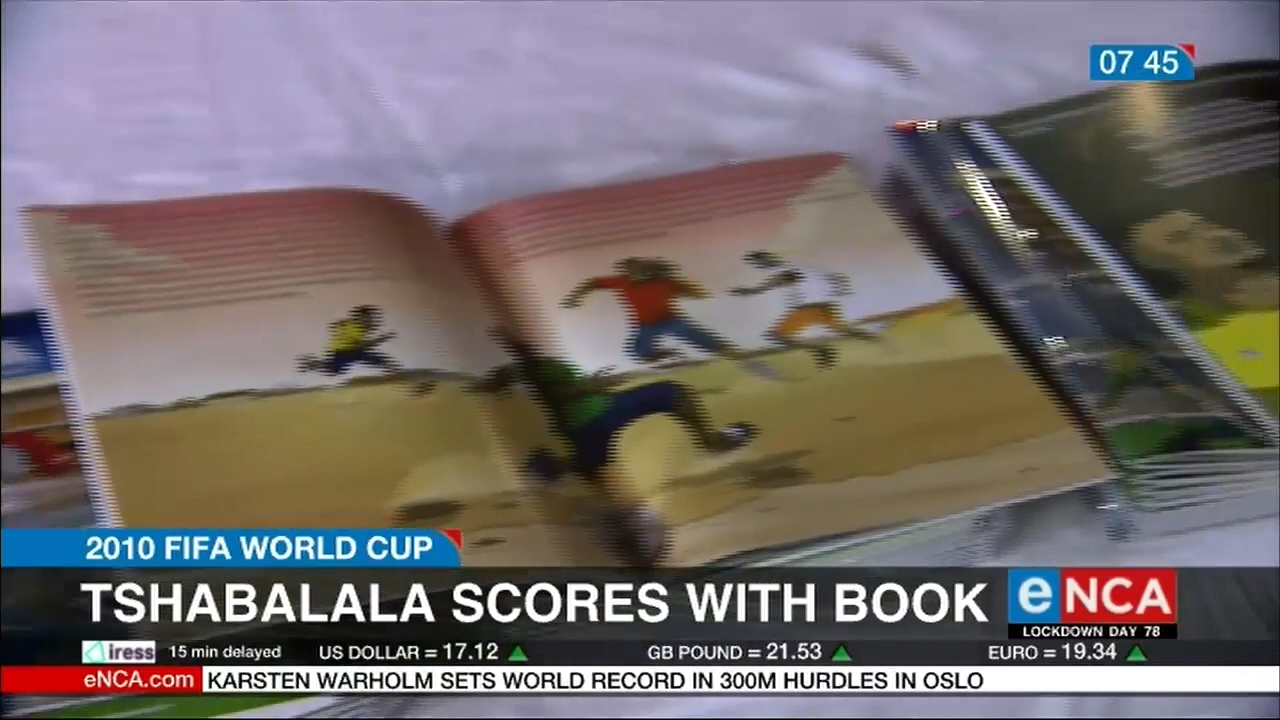 07 45
2010 FIFA WORLD CUP
TSHABALALA SCORES WITH BOOK
eNCA
LOCKDOWN DAY 78
iress 15 min delayed US DOLLAR = 17.12 GB POUND = 21.53 EURO = 19.34
eNCA.com KARSTEN WARHOLM SETS WORLD RECORD IN 300M HURDLES IN OSLO